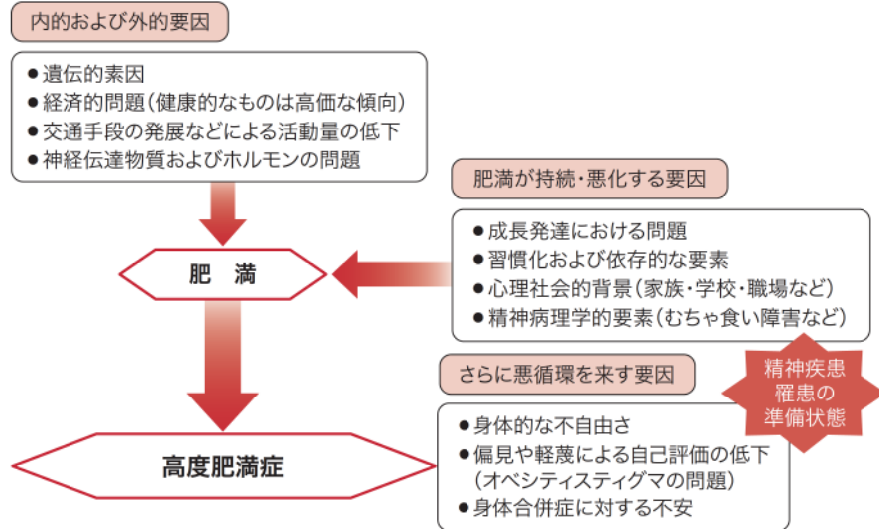 内的および外的要因
●遺伝的素因
●経済的問題（健康的なものは高価な傾向）
●交通手段の発展などによる活動量の低下
●神経伝達物質およびホルモンの問題
肥満が持続・悪化する要因
●成長発達における問題
●習慣化および依存的な要素
●心理社会的背景（家族・学校・職場など）
●精神病理学的要素（むちゃ食い障害など）
肥　満
さらに悪循環を来す要因
精神疾患
罹患の
準備状態
●身体的な不自由さ
●偏見や軽蔑による自己評価の低下
（オベシティスティグマの問題）
●身体合併症に対する不安
高度肥満症